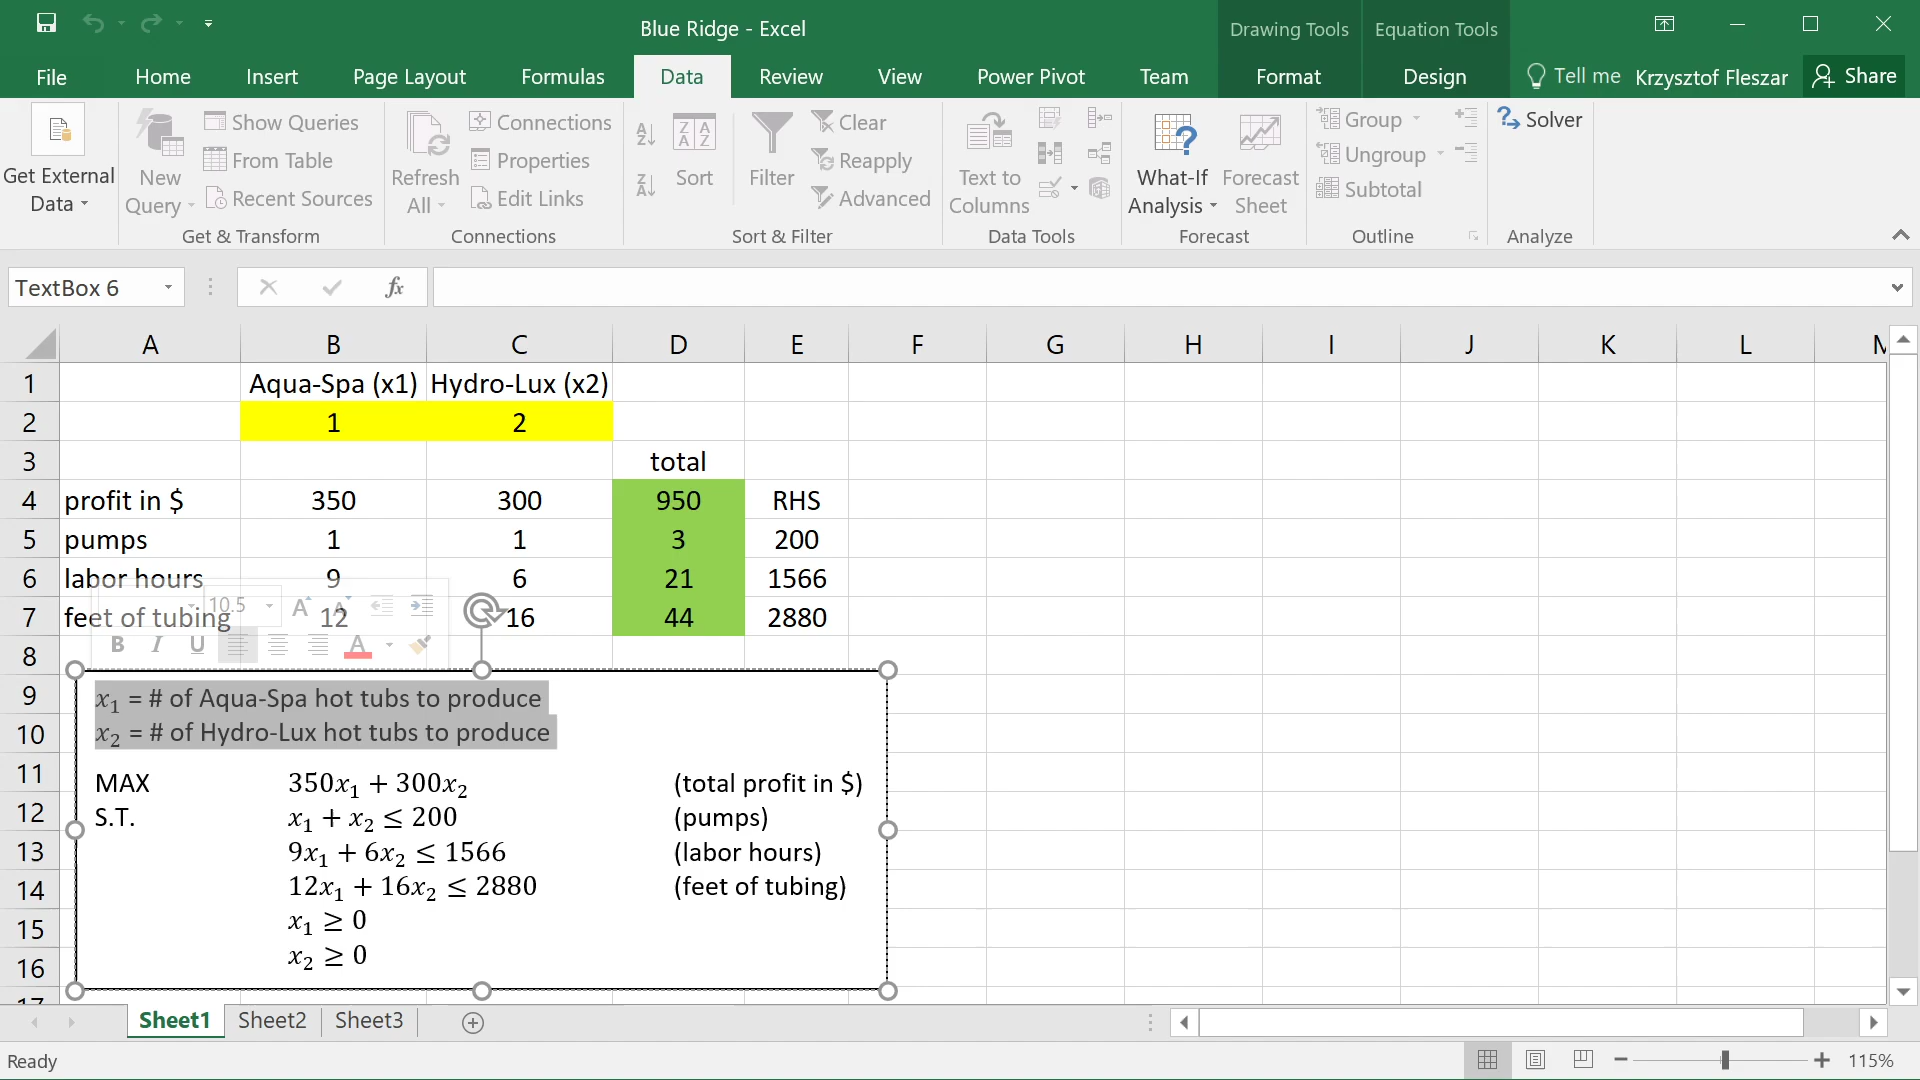 Blue Ridge - Excel
Drawing Tools
Equation Tools
File
Home
Insert
Page Layout
Formulas
Data
Review
View
Power Pivot
Team
Format
Design
Tell me
Krzysztof Fleszar
Share
Get External Data
New Query
Show Queries
From Table
Recent Sources
Get & Transform
Refresh All
Connections
Properties
Edit Links
Connections
Sort
Filter
Clear
Reapply
Advanced
Sort & Filter
Text to Columns
Data Tools
What-If Analysis
Forecast Sheet
Forecast
Group
Ungroup
Subtotal
Outline
Solver
Analyze
TextBox 6
fx
A B C D E F G H I J K L M
1 Aqua-Spa (x1) Hydro-Lux (x2)
2 1 2
3 total
4 profit in $ 350 300 950 RHS
5 pumps 1 1 3 200
6 labor hours 9 6 21 1566
7 feet of tubing 12 16 44 2880
10.5 A A
B I U A
8
9
10
11
12
13
14
15
16
17
x₁ = # of Aqua-Spa hot tubs to produce
x₂ = # of Hydro-Lux hot tubs to produce
MAX 350x₁ + 300x₂ (total profit in $)
S.T. x₁ + x₂ ≤ 200 (pumps)
9x₁ + 6x₂ ≤ 1566 (labor hours)
12x₁ + 16x₂ ≤ 2880 (feet of tubing)
x₁ ≥ 0
x₂ ≥ 0
Sheet1 Sheet2 Sheet3
Ready
115%